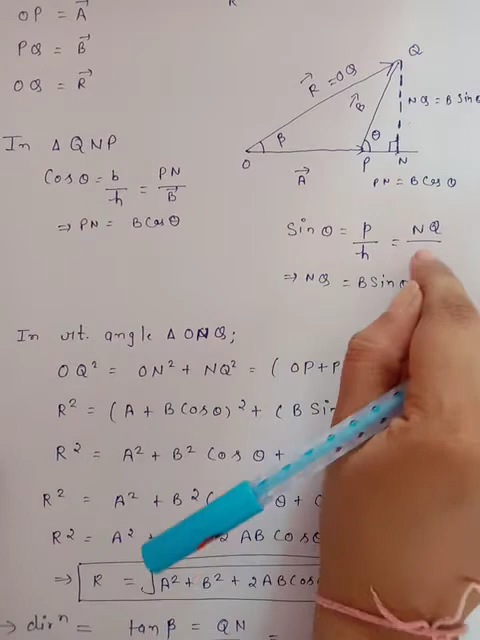 OP = A⃗
PQ = B⃗
OQ = R⃗
R⃗ = OQ
B⃗
Q
NQ = B Sin
β
θ
O
P
N
A⃗
PN = B Cos θ
In Δ QNP
Cos θ = b/h = PN/B⃗
⇒ PN = B Cos θ
Sin θ = p/h = NQ
⇒ NQ = B Sin θ
In rt. angle Δ ONQ;
OQ² = ON² + NQ² = ( OP + P
R² = (A + B Cos θ)² + ( B Sin
R² = A² + B² Cos θ +
R² = A² + B² θ +
R² = A² 2 AB Cos θ
⇒ R = √A² + B² + 2AB Cos
→ dirⁿ = tan β = QN =